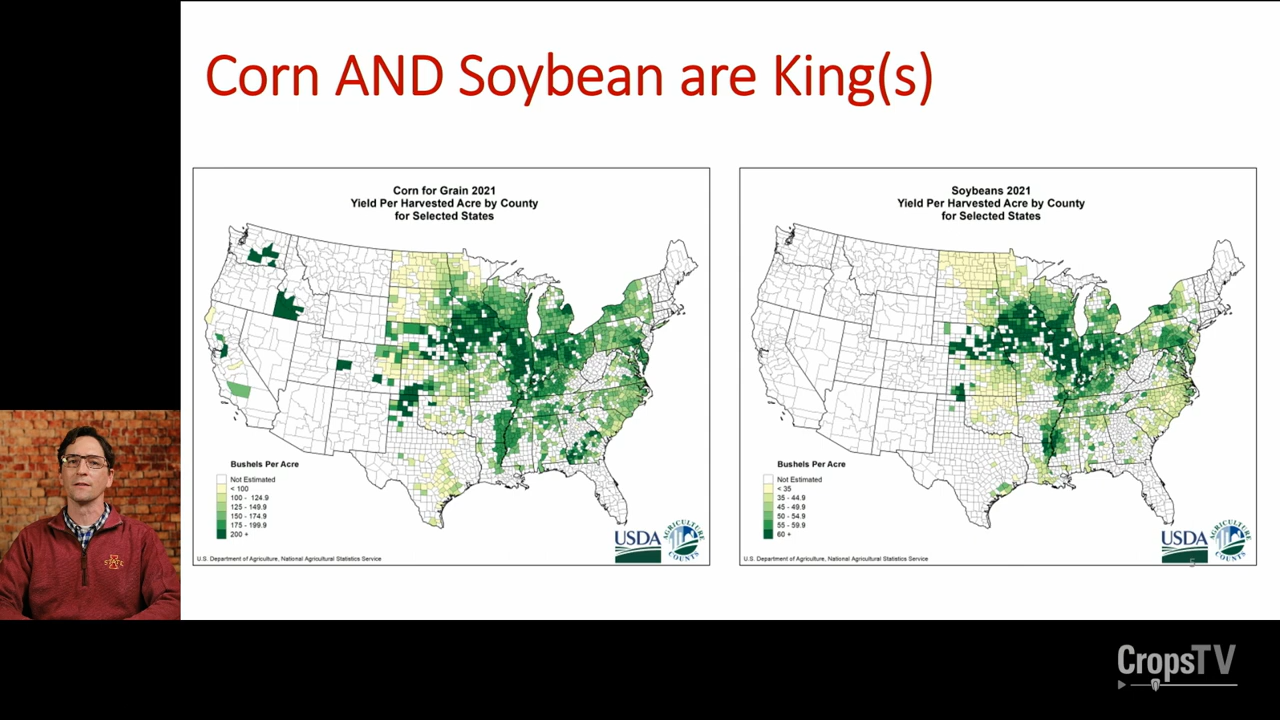 Corn AND Soybean are King(s)
Corn for Grain 2021
Yield Per Harvested Acre by County
for Selected States
Bushels Per Acre
Not Estimated
< 100
100 - 124.9
125 - 149.9
150 - 174.9
175 - 199.9
200 +
U.S. Department of Agriculture, National Agricultural Statistics Service
USDA
AGRICULTURE
COUNTS
Soybeans 2021
Yield Per Harvested Acre by County
for Selected States
Bushels Per Acre
Not Estimated
< 35
35 - 44.9
45 - 49.9
50 - 54.9
55 - 59.9
60 +
U.S. Department of Agriculture, National Agricultural Statistics Service
USDA
AGRICULTURE
COUNTS
5
I
STATE
CropsTV